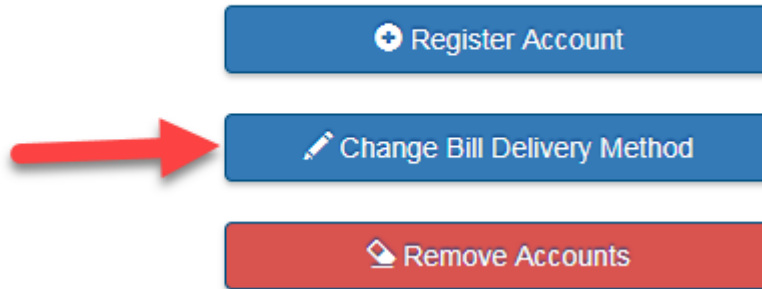 Register Account
Change Bill Delivery Method
Remove Accounts